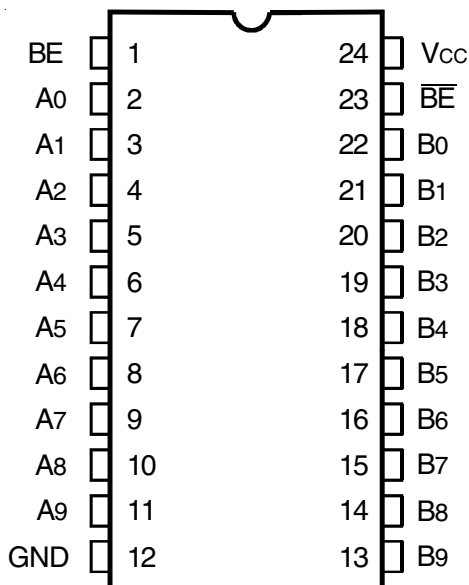 BE 1 24 VCC
A0 2 23 B̅E̅
A1 3 22 B0
A2 4 21 B1
A3 5 20 B2
A4 6 19 B3
A5 7 18 B4
A6 8 17 B5
A7 9 16 B6
A8 10 15 B7
A9 11 14 B8
GND 12 13 B9